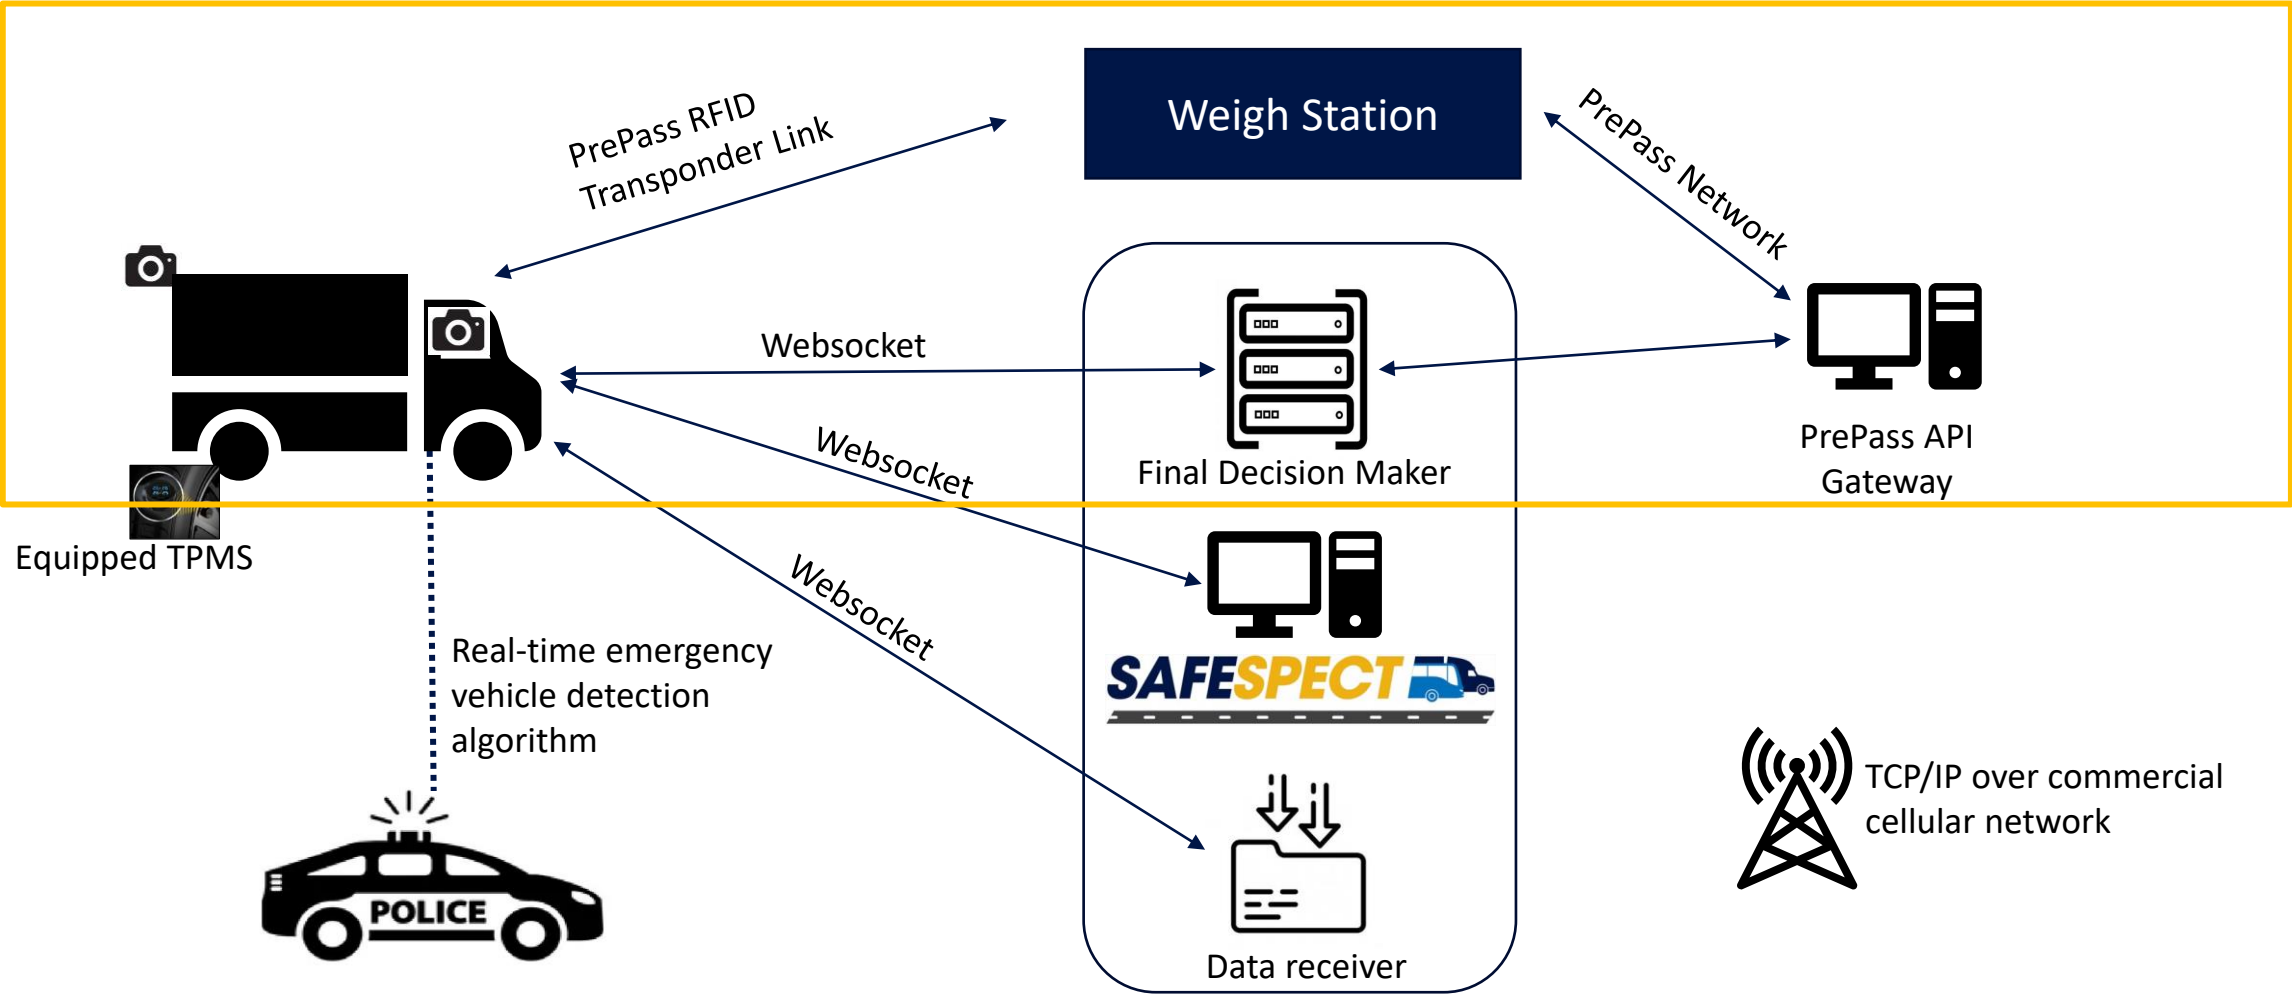 PrePass RFID
Transponder Link
Weigh Station
PrePass Network
Websocket
Final Decision Maker
PrePass API
Gateway
Websocket
Equipped TPMS
Websocket
SAFESPECT
Real-time emergency
vehicle detection
algorithm
TCP/IP over commercial
cellular network
POLICE
Data receiver